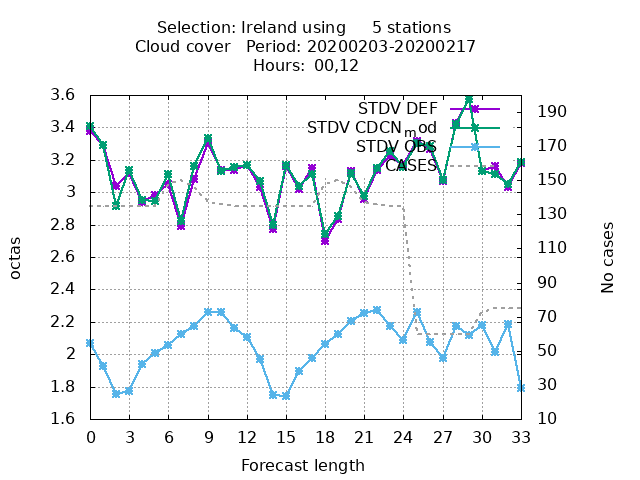 Selection: Ireland using 5 stations
Cloud cover Period: 20200203-20200217
Hours: 00,12
STDV DEF
STDV CDCN_mod
STDV OBS
CASES
octas
3.6
3.4
3.2
3
2.8
2.6
2.4
2.2
2
1.8
1.6
190
170
150
130
110
90
70
50
30
10
No cases
0 3 6 9 12 15 18 21 24 27 30 33
Forecast length